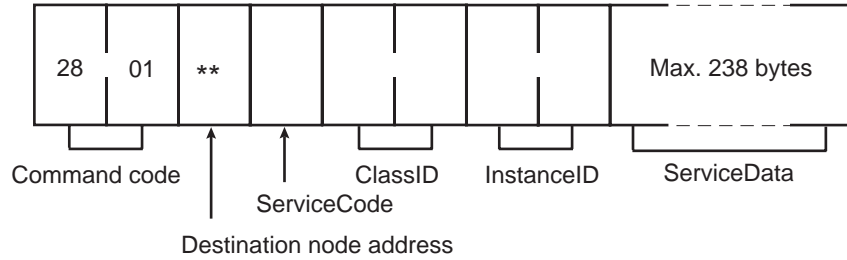 28 01 ** Max. 238 bytes
Command code ClassID InstanceID ServiceData
ServiceCode
Destination node address